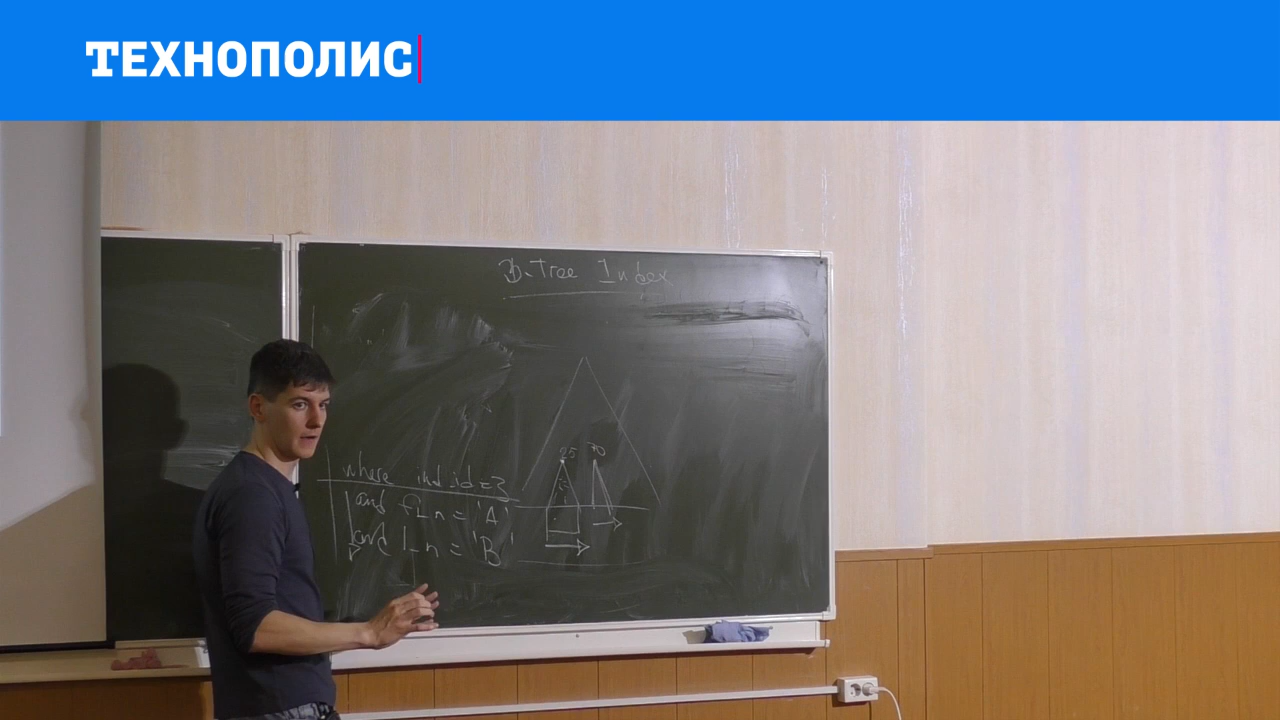 ТЕХНОПОЛИС
B-Tree Index
25 70
where ind_id = 3
and f_n = 'A'
and l_n = 'B'